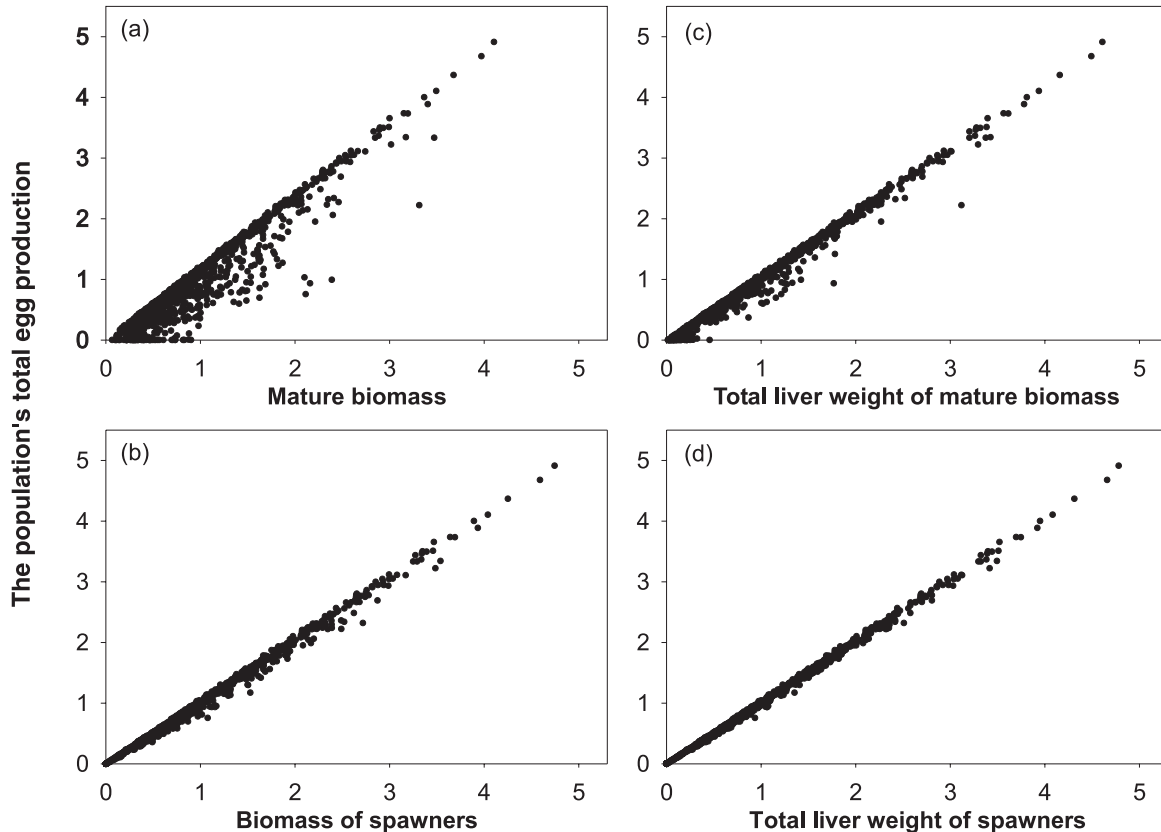 The population's total egg production
(a)
5
4
3
2
1
0
0 1 2 3 4 5
Mature biomass
(c)
5
4
3
2
1
0
0 1 2 3 4 5
Total liver weight of mature biomass
(b)
5
4
3
2
1
0
0 1 2 3 4 5
Biomass of spawners
(d)
5
4
3
2
1
0
0 1 2 3 4 5
Total liver weight of spawners